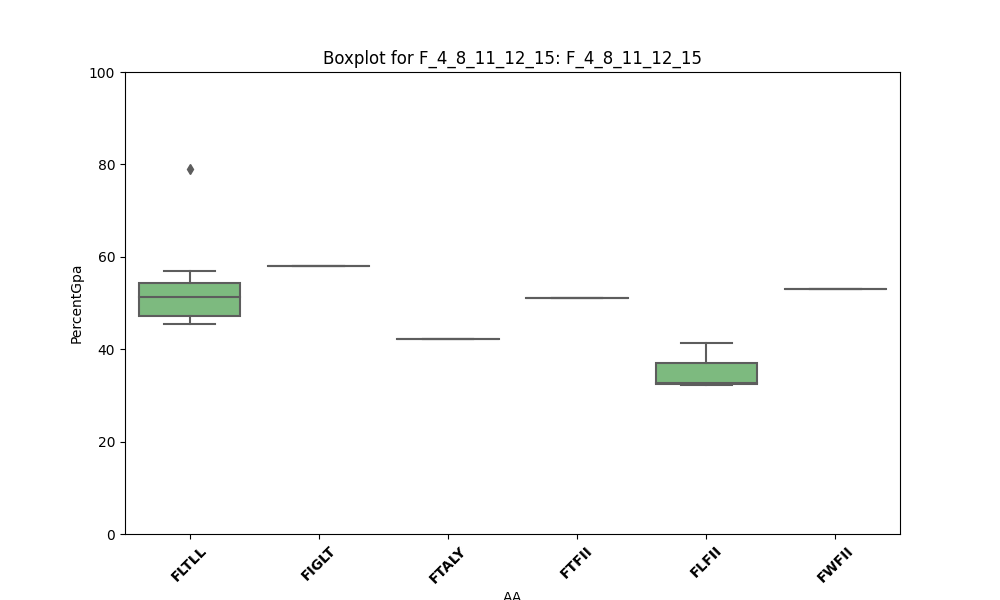 Boxplot for F_4_8_11_12_15: F_4_8_11_12_15
100
80
60
40
20
0
PercentGpa
FLTLL
FIGLT
FTALY
FTFII
FLFII
FWFII
AA